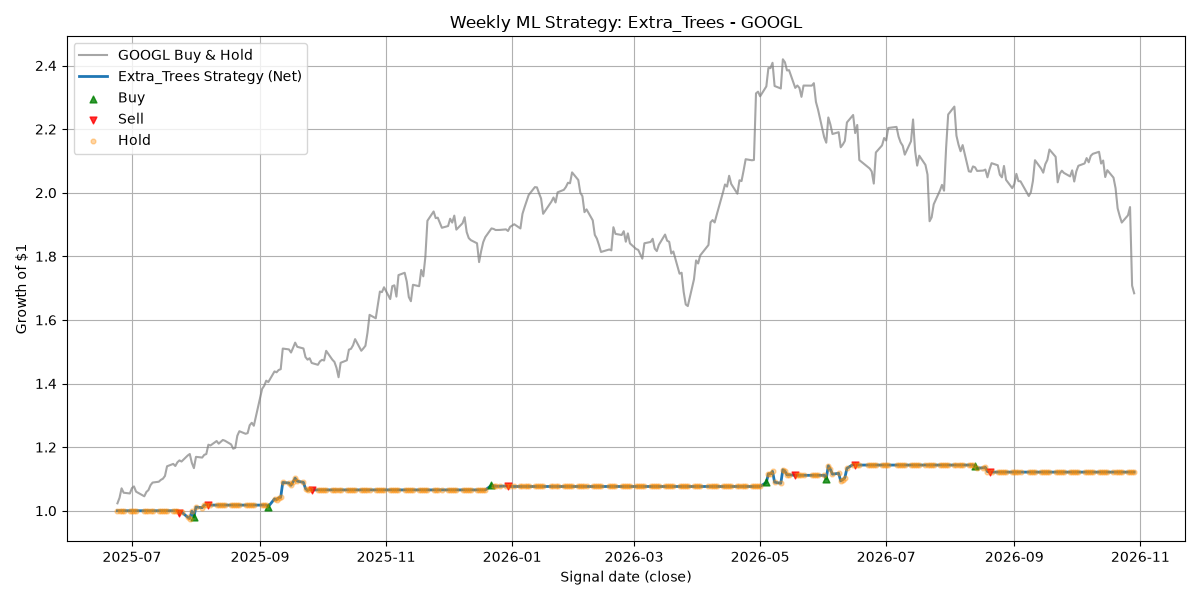 Weekly ML Strategy: Extra_Trees - GOOGL
GOOGL Buy & Hold
Extra_Trees Strategy (Net)
Buy
Sell
Hold
Growth of $1
2.4
2.2
2.0
1.8
1.6
1.4
1.2
1.0
2025-07
2025-09
2025-11
2026-01
2026-03
2026-05
2026-07
2026-09
2026-11
Signal date (close)